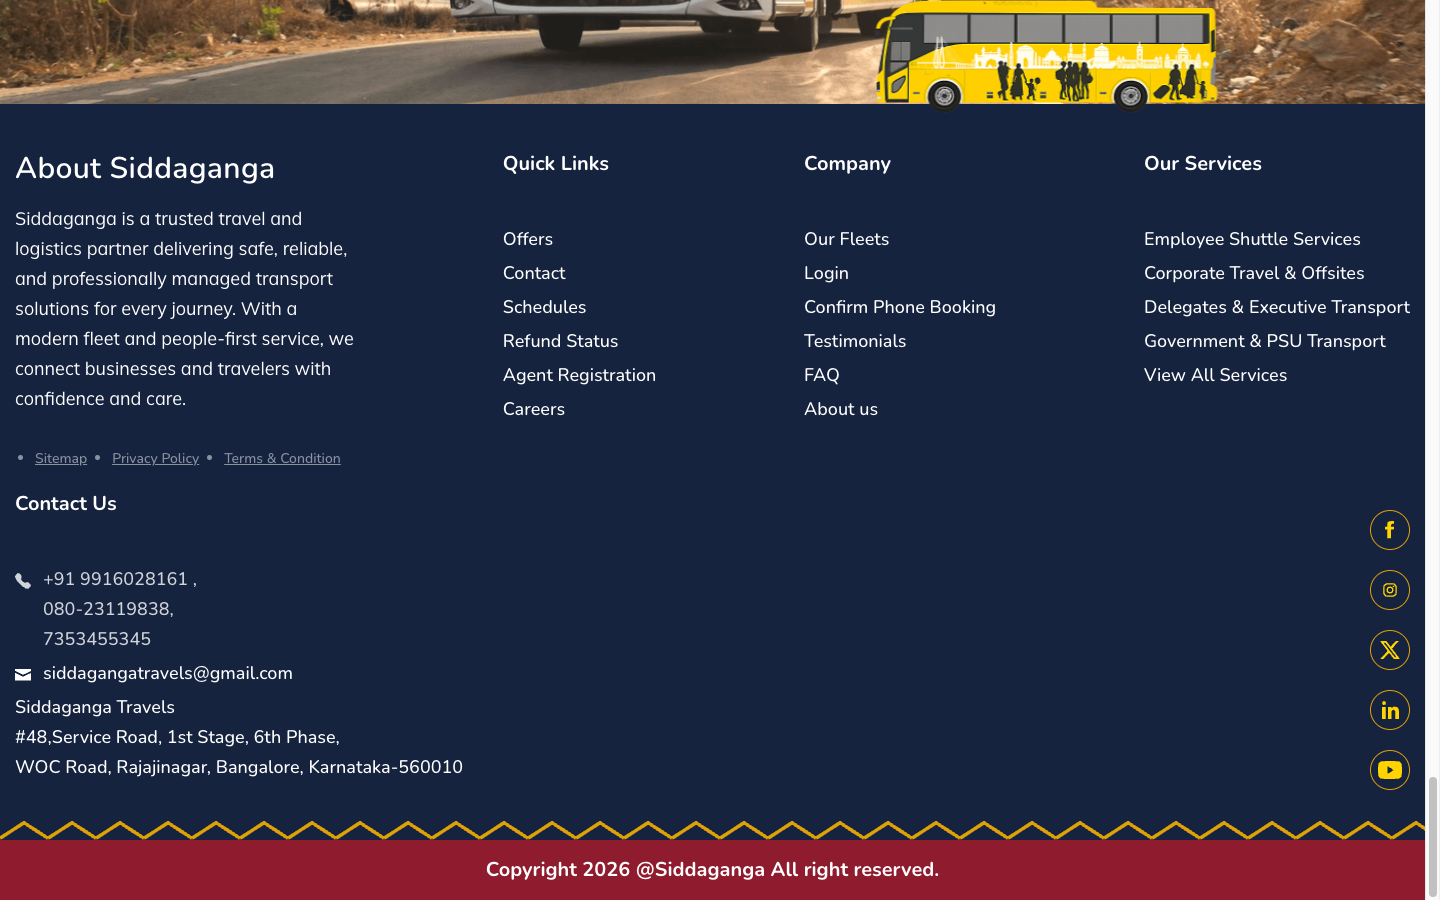 About Siddaganga
Siddaganga is a trusted travel and
logistics partner delivering safe, reliable,
and professionally managed transport
solutions for every journey. With a
modern fleet and people-first service, we
connect businesses and travelers with
confidence and care.
Sitemap
Privacy Policy
Terms & Condition
Quick Links
Offers
Contact
Schedules
Refund Status
Agent Registration
Careers
Company
Our Fleets
Login
Confirm Phone Booking
Testimonials
FAQ
About us
Our Services
Employee Shuttle Services
Corporate Travel & Offsites
Delegates & Executive Transport
Government & PSU Transport
View All Services
Contact Us
+91 9916028161 ,
080-23119838,
7353455345
siddagangatravels@gmail.com
Siddaganga Travels
#48,Service Road, 1st Stage, 6th Phase,
WOC Road, Rajajinagar, Bangalore, Karnataka-560010
Copyright 2026 @Siddaganga All right reserved.